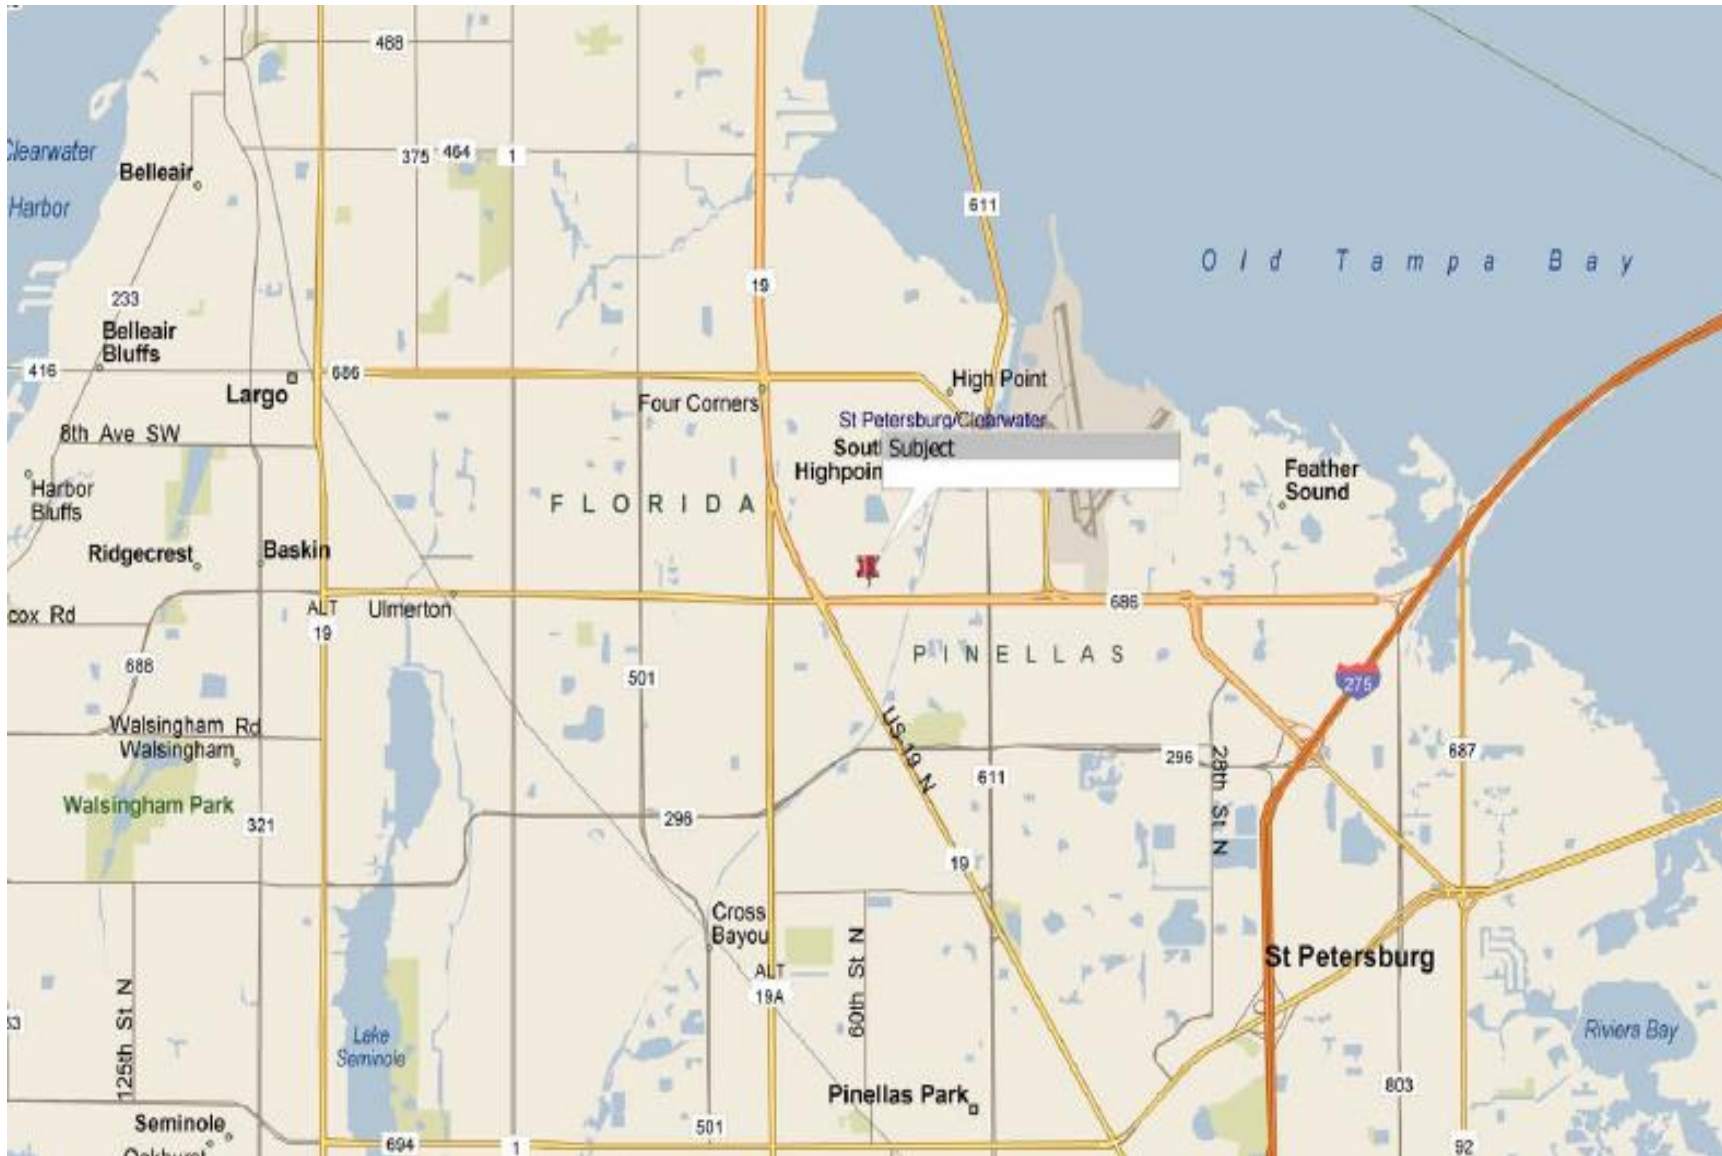 488
Clearwater
Harbor
375
464
1
Belleair
611
Old Tampa Bay
19
233
Belleair
Bluffs
416
686
Largo
High Point
Four Corners
St Petersburg/Clearwater
Sout
Highpoin
Subject
8th Ave SW
Feather
Sound
Harbor
Bluffs
FLORIDA
Ridgecrest
Baskin
ALT
19
Ulmerton
686
cox Rd
PINELLAS
688
501
275
Walsingham Rd
Walsingham
US-19 N
296
28th St N
687
611
Walsingham Park
321
296
19
Cross
Bayou
60th St N
St Petersburg
ALT
19A
125th St N
Lake
Seminole
Riviera Bay
803
Pinellas Park
Seminole
501
694
1
92